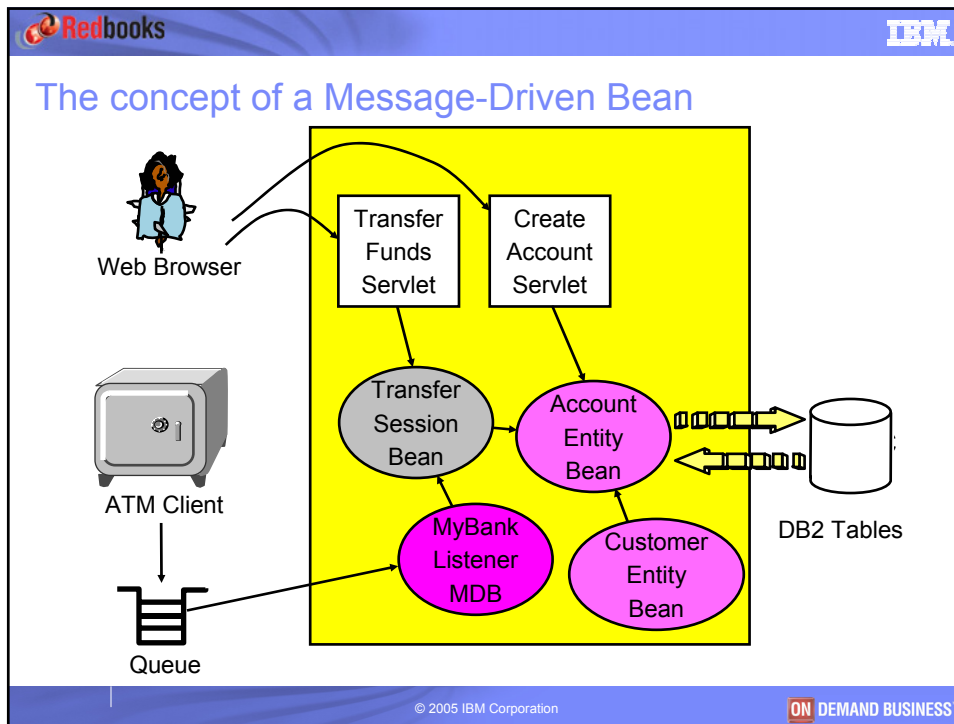 Redbooks
IBM
The concept of a Message-Driven Bean
Web Browser
Transfer
Funds
Servlet
Create
Account
Servlet
ATM Client
Transfer
Session
Bean
Account
Entity
Bean
DB2 Tables
MyBank
Listener
MDB
Customer
Entity
Bean
Queue
© 2005 IBM Corporation
ON DEMAND BUSINESS